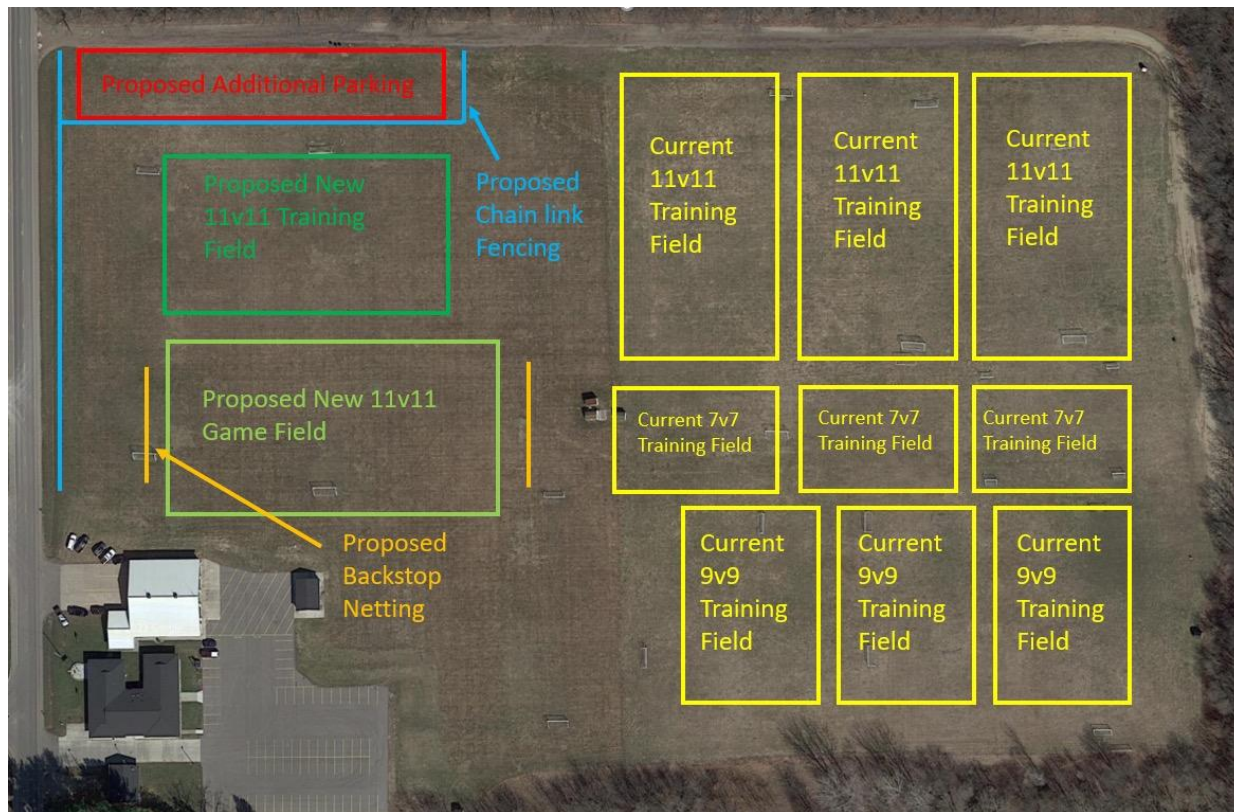 Proposed Additional Parking
Proposed New
11v11 Training
Field
Proposed
Chain link
Fencing
Current
11v11
Training
Field
Current
11v11
Training
Field
Current
11v11
Training
Field
Proposed New 11v11
Game Field
Current 7v7
Training Field
Current 7v7
Training Field
Current 7v7
Training Field
Proposed
Backstop
Netting
Current
9v9
Training
Field
Current
9v9
Training
Field
Current
9v9
Training
Field